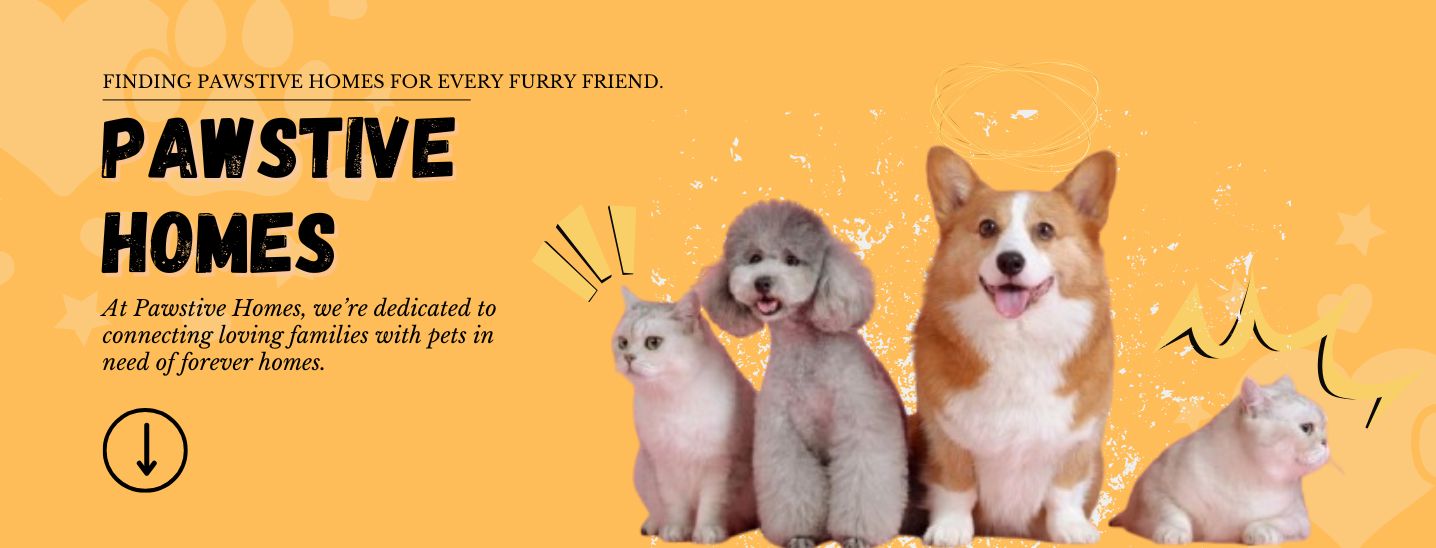 FINDING PAWSTIVE HOMES FOR EVERY FURRY FRIEND.
PAWSTIVE
HOMES
At Pawstive Homes, we’re dedicated to
connecting loving families with pets in
need of forever homes.